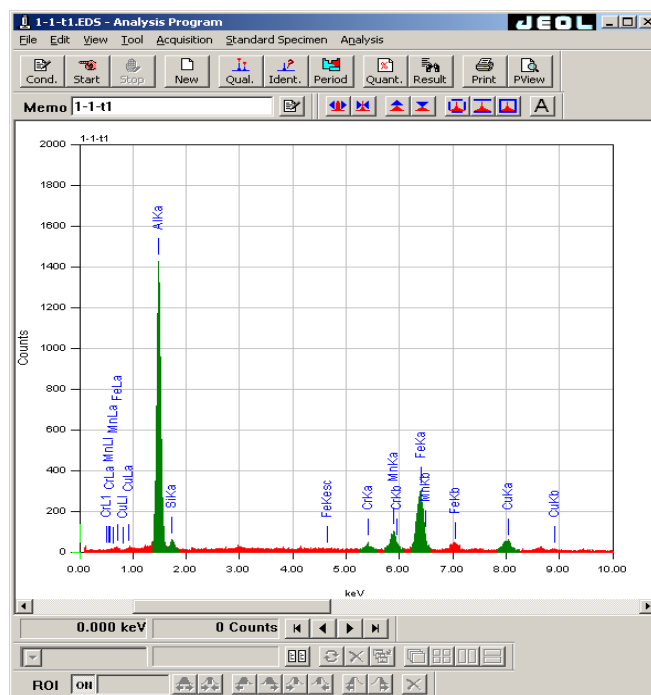 1-1-t1.EDS - Analysis Program
JEOL
File Edit View Tool Acquisition Standard Specimen Analysis
Cond. Start Stop New Qual. Ident. Period Quant. Result Print PView
Memo 1-1-t1
A
1-1-t1
2000
1800
1600
1400
1200
1000
800
600
400
200
0
Counts
CrL1
CrLa
MnLl
MnLa
FeLa
CuLl
CuLa
AlKa
SiKa
FeKesc
CrKa
CrKb
MnKa
FeKa
MnKb
FeKb
CuKa
CuKb
0.00 1.00 2.00 3.00 4.00 5.00 6.00 7.00 8.00 9.00 10.00
keV
0.000 keV 0 Counts
ROI ON